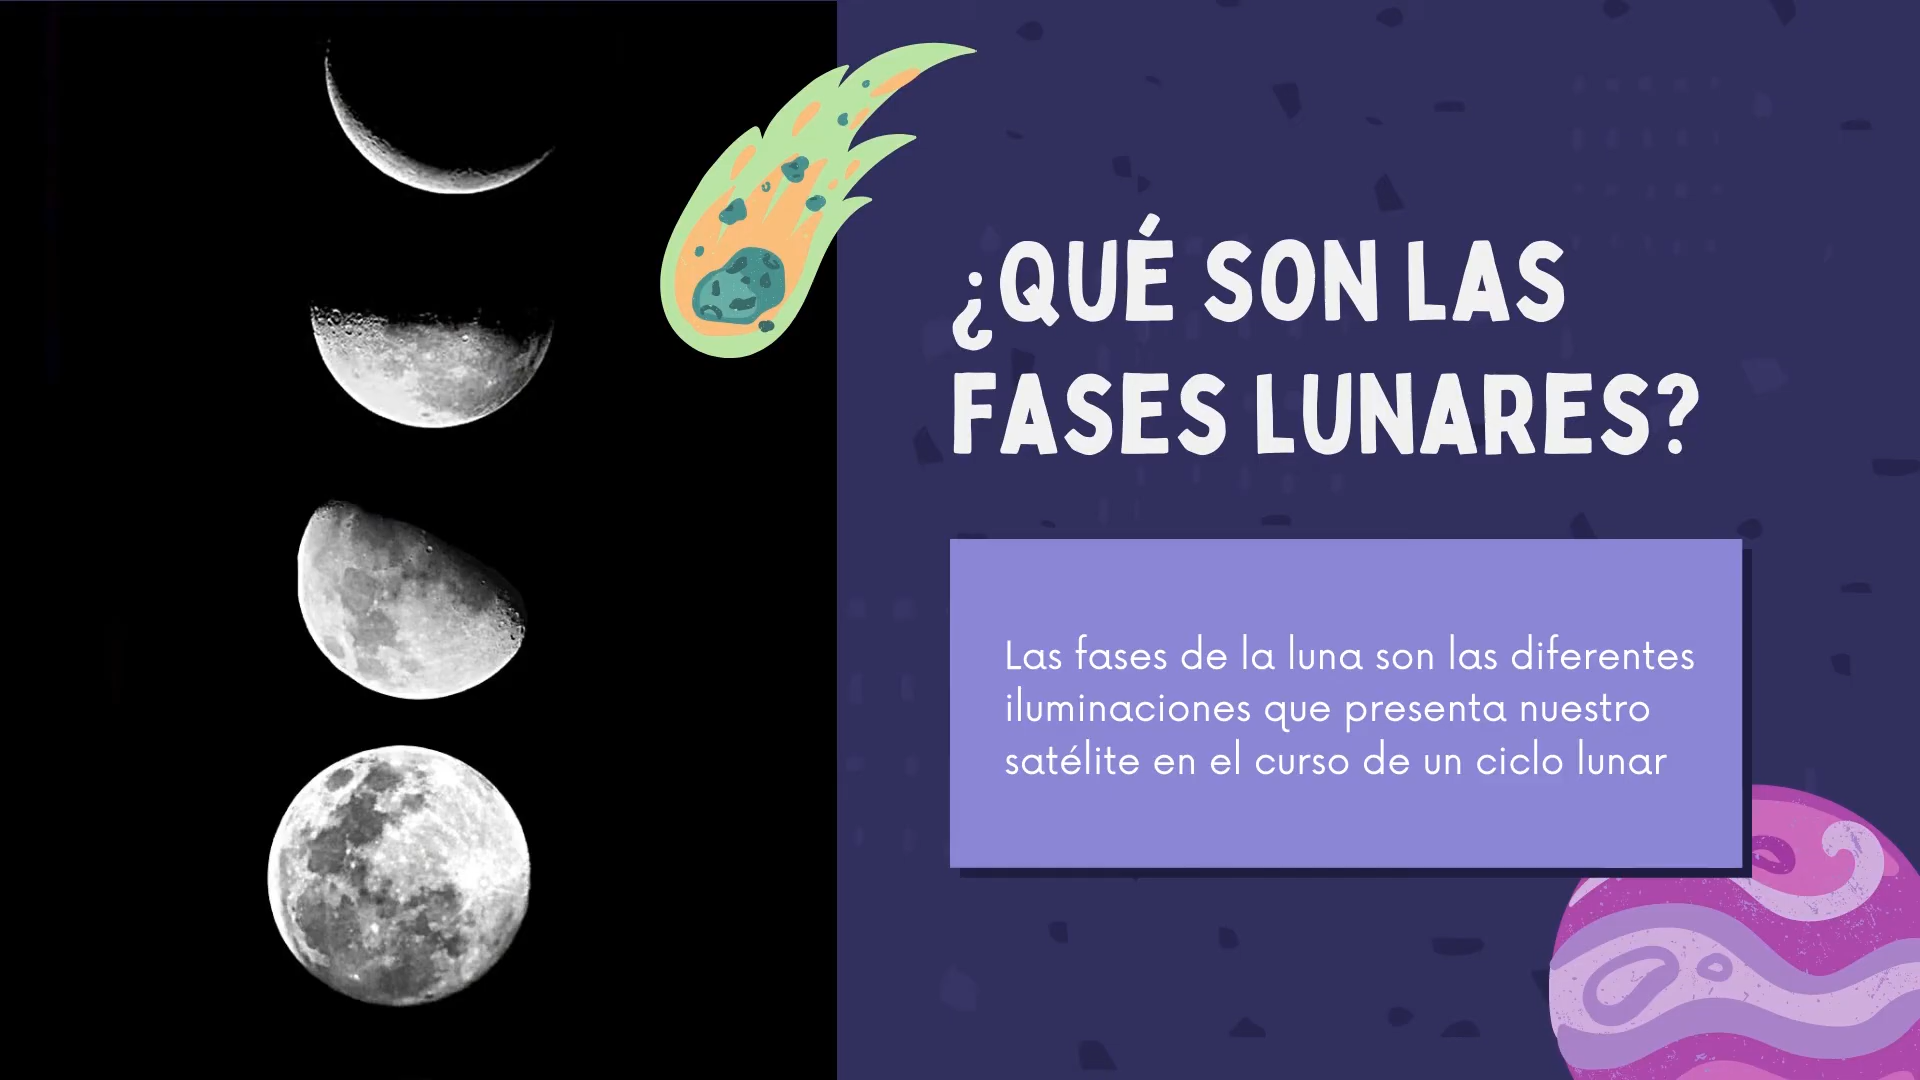 ¿QUÉ SON LAS
FASES LUNARES?
Las fases de la luna son las diferentes
iluminaciones que presenta nuestro
satélite en el curso de un ciclo lunar